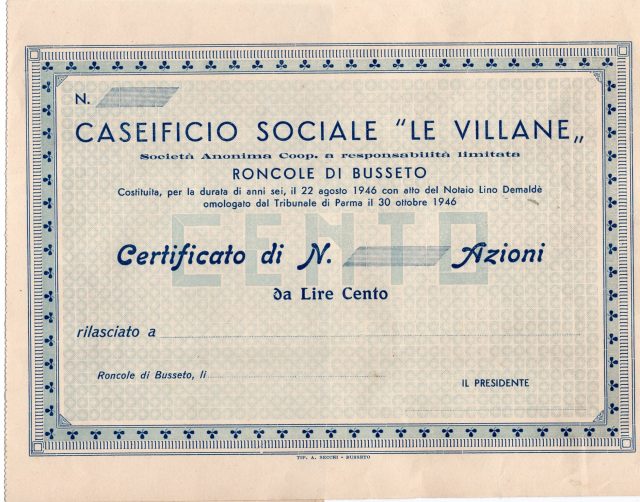 N.
CASEIFICIO SOCIALE "LE VILLANE„
Società Anonima Coop. a responsabilità limitata
RONCOLE DI BUSSETO
Costituita, per la durata di anni sei, il 22 agosto 1946 con atto del Notaio Lino Demaldè
omologato dal Tribunale di Parma il 30 ottobre 1946
CENTO
Certificato di N. Azioni
da Lire Cento
rilasciato a
Roncole di Busseto, li
IL PRESIDENTE
TIP. A. SECCHI - BUSSETO